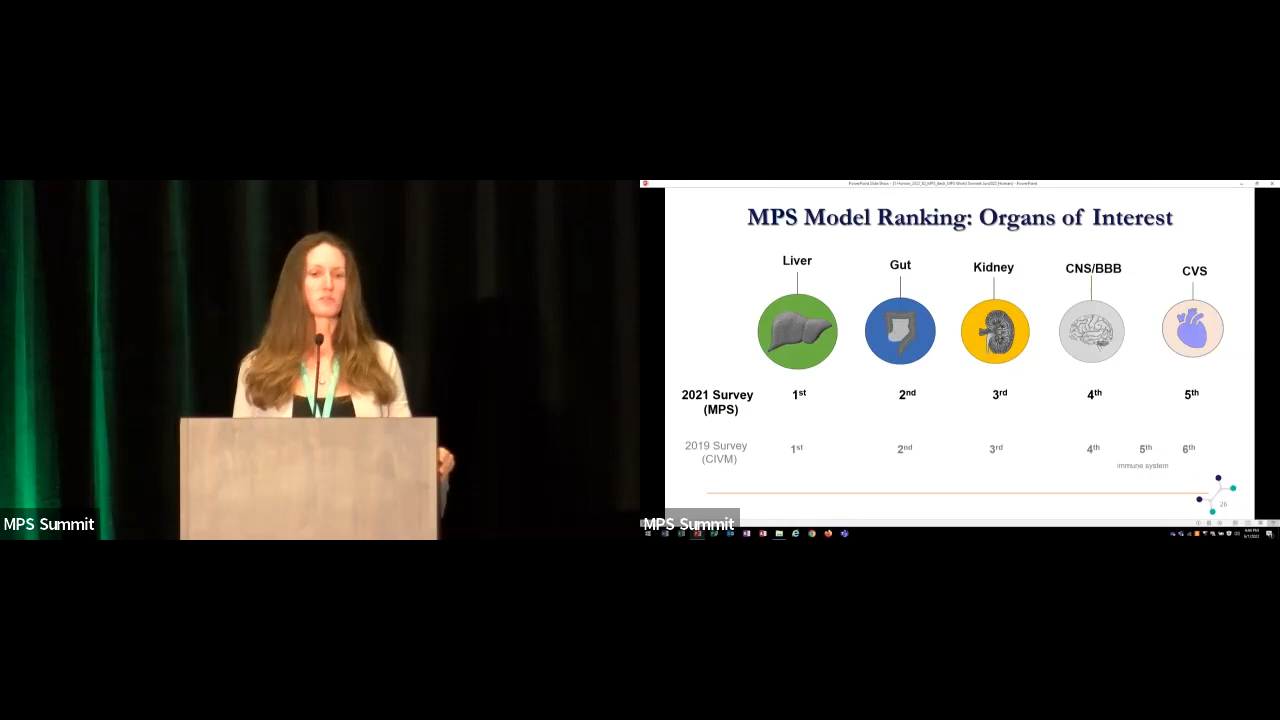 MPS Model Ranking: Organs of Interest
Liver
Gut
Kidney
CNS/BBB
CVS
2021 Survey
(MPS)
1st
2nd
3rd
4th
5th
2019 Survey
(CIVM)
1st
2nd
3rd
4th
5th
6th
immune system
26
MPS Summit
MPS Summit